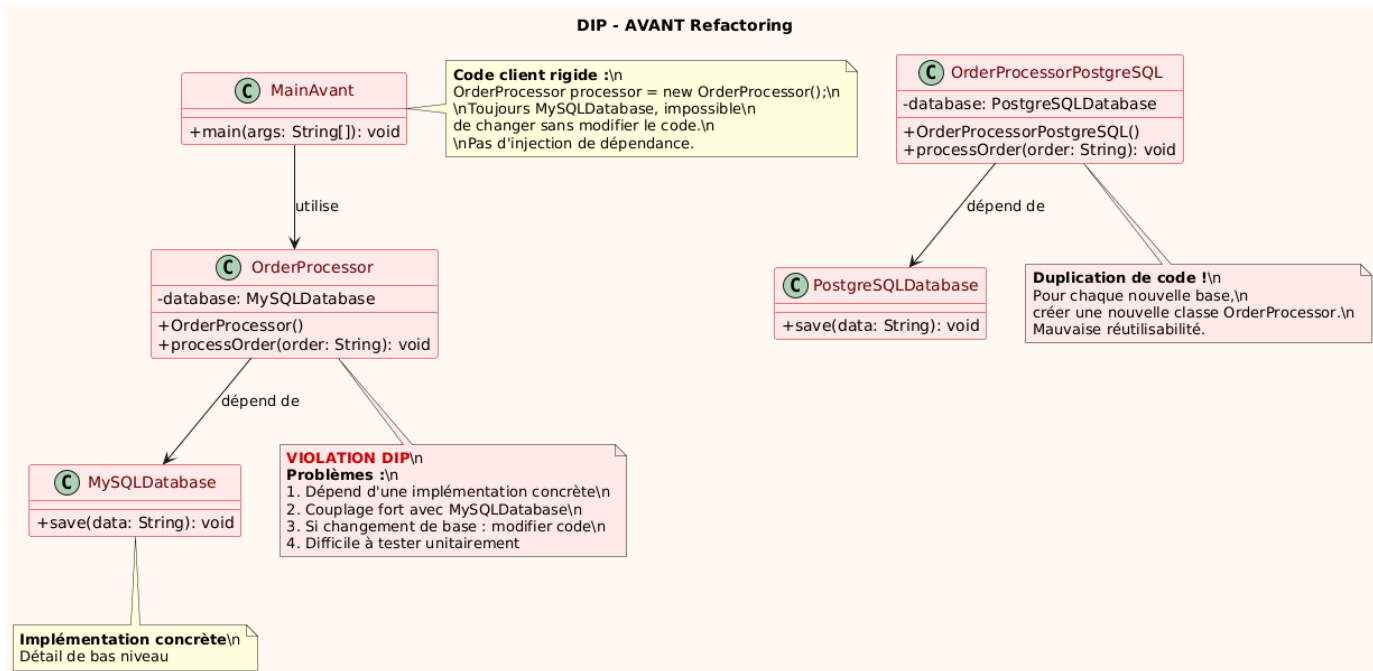 DIP - AVANT Refactoring
C MainAvant
+main(args: String[]): void
Code client rigide :\n
OrderProcessor processor = new OrderProcessor();\n
\nToujours MySQLDatabase, impossible\n
de changer sans modifier le code.\n
\nPas d'injection de dépendance.
C OrderProcessorPostgreSQL
-database: PostgreSQLDatabase
+OrderProcessorPostgreSQL()
+processOrder(order: String): void
utilise
dépend de
C OrderProcessor
-database: MySQLDatabase
+OrderProcessor()
+processOrder(order: String): void
C PostgreSQLDatabase
+save(data: String): void
Duplication de code !\n
Pour chaque nouvelle base,\n
créer une nouvelle classe OrderProcessor.\n
Mauvaise réutilisabilité.
dépend de
C MySQLDatabase
+save(data: String): void
VIOLATION DIP\n
Problèmes :\n
1. Dépend d'une implémentation concrète\n
2. Couplage fort avec MySQLDatabase\n
3. Si changement de base : modifier code\n
4. Difficile à tester unitairement
Implémentation concrète\n
Détail de bas niveau